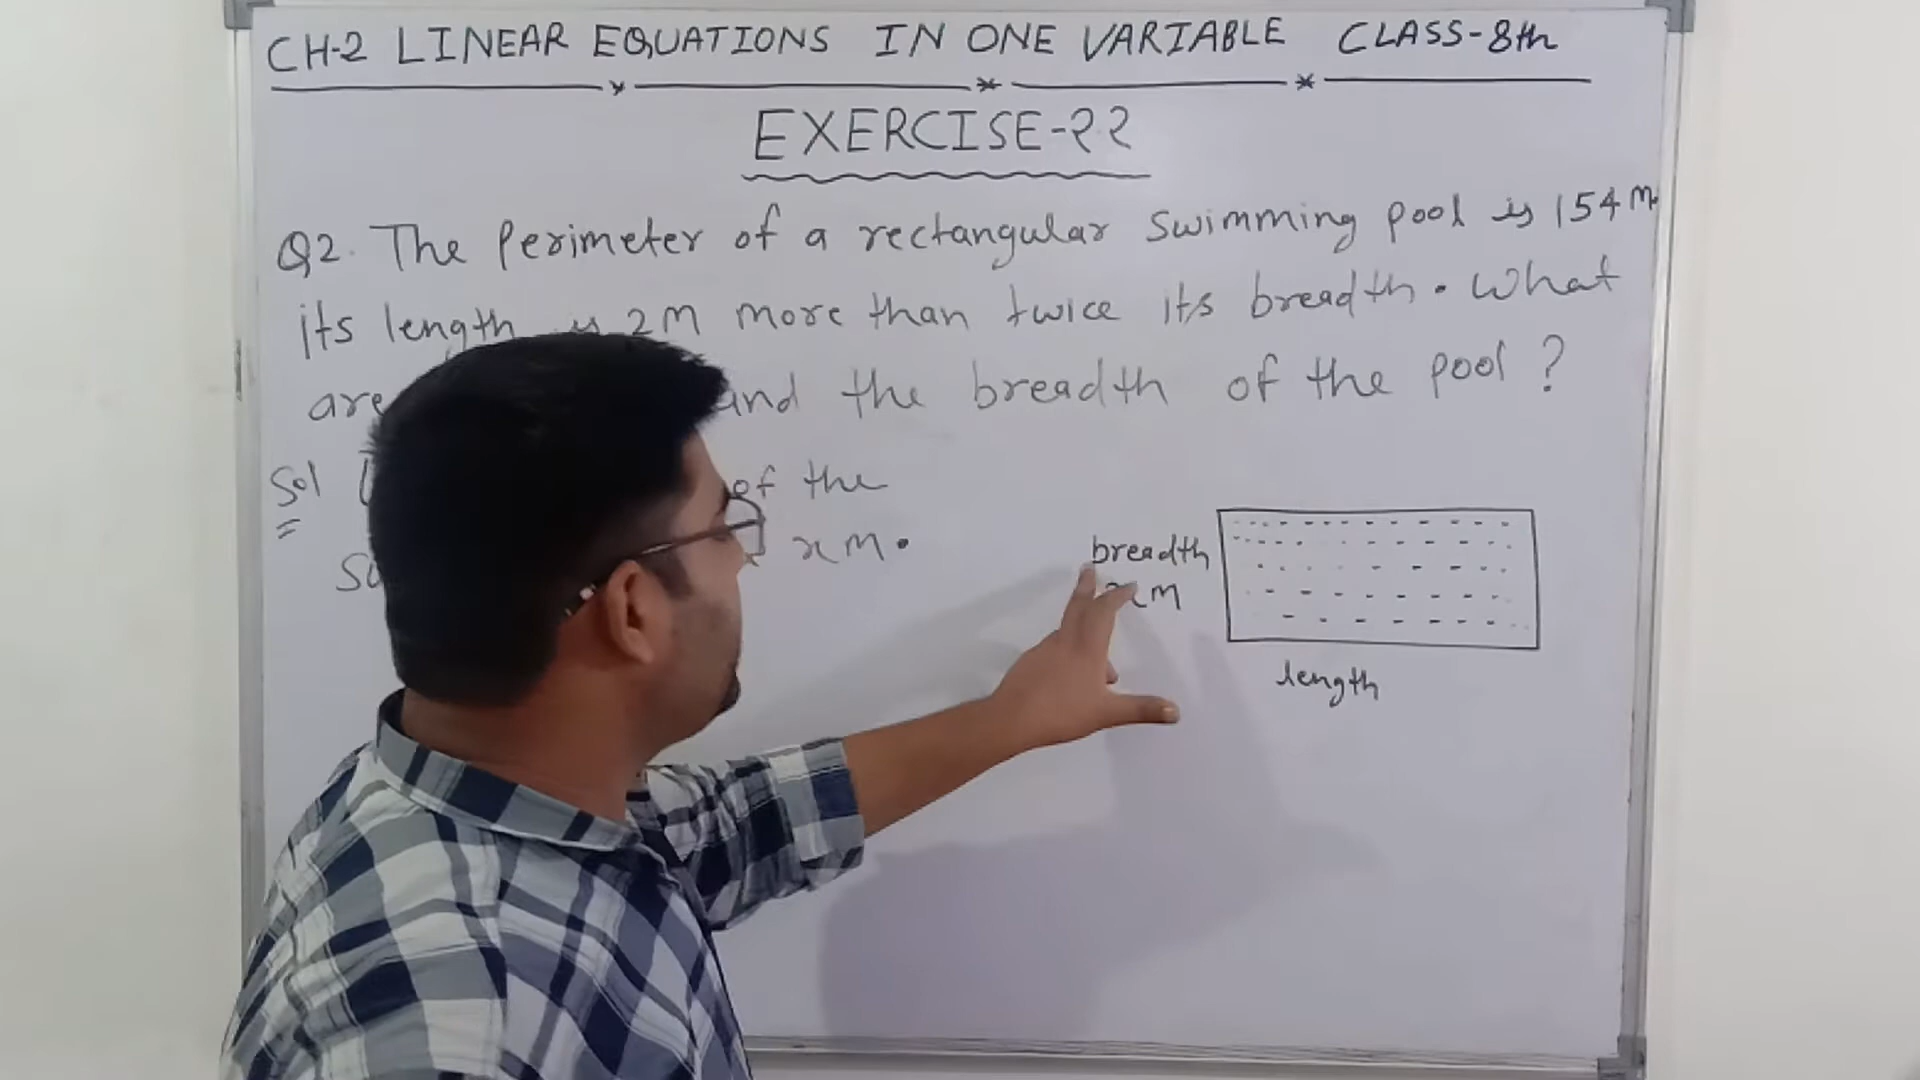 CH-2 LINEAR EQUATIONS IN ONE VARIABLE CLASS-8th
EXERCISE-2.2
Q2. The Perimeter of a rectangular swimming pool is 154 m.
its length is 2m more than twice its breadth. What
are and the breadth of the pool ?
Sol of the
x m.
breadth
x m
length